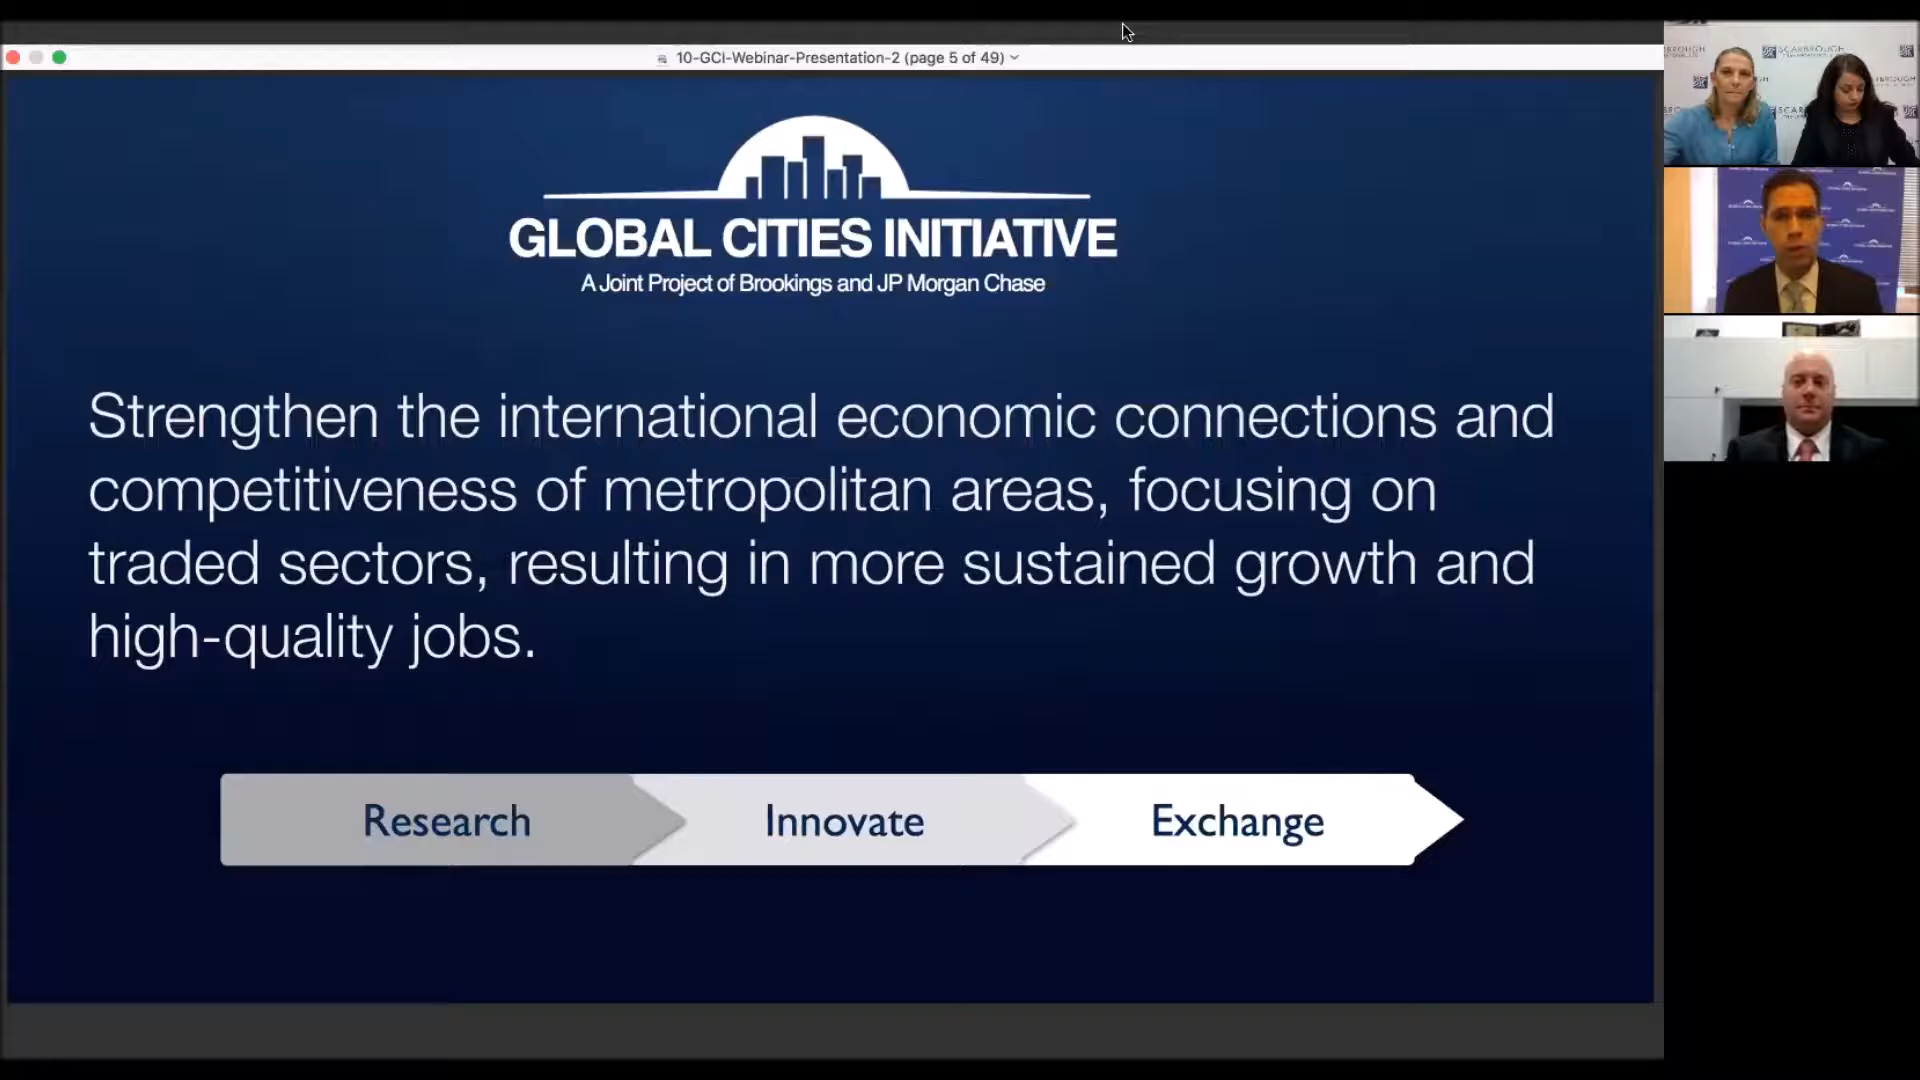 10-GCI-Webinar-Presentation-2 (page 5 of 49)
GLOBAL CITIES INITIATIVE
A Joint Project of Brookings and JP Morgan Chase
Strengthen the international economic connections and
competitiveness of metropolitan areas, focusing on
traded sectors, resulting in more sustained growth and
high-quality jobs.
Research
Innovate
Exchange
SCARBROUGH